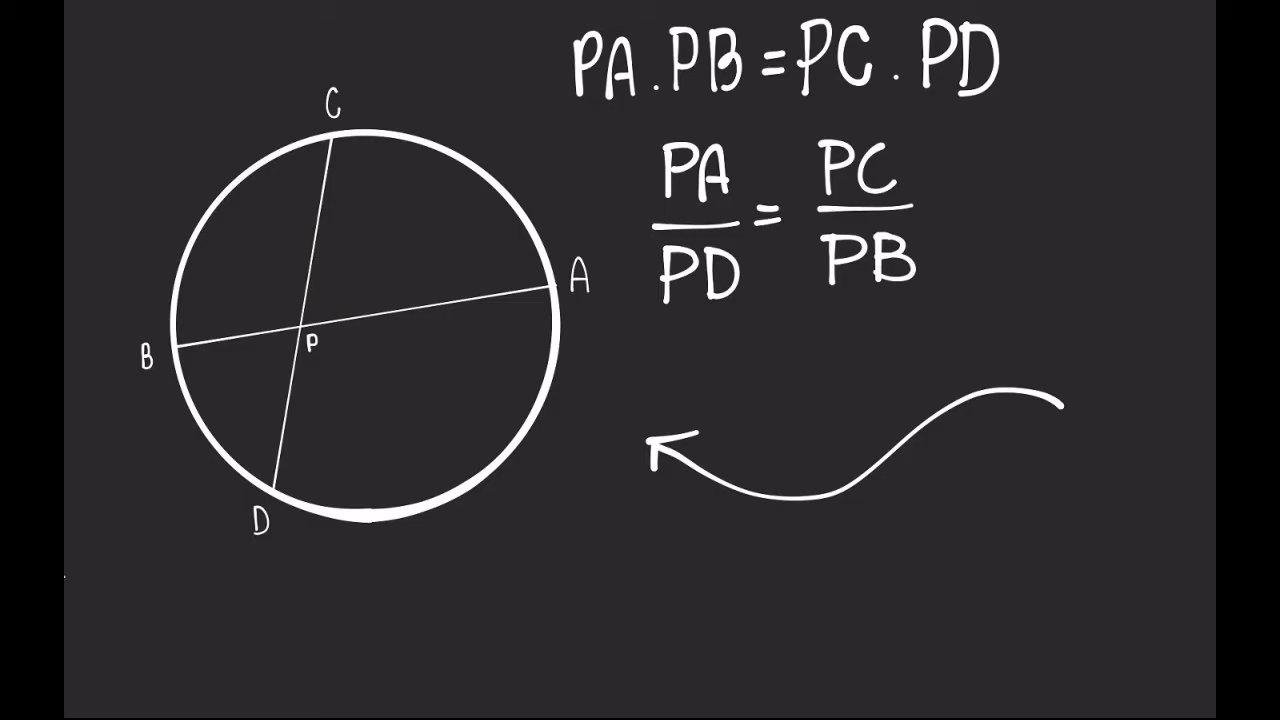 PA . PB = PC . PD
PA/PD = PC/PB
C
A
B
P
D